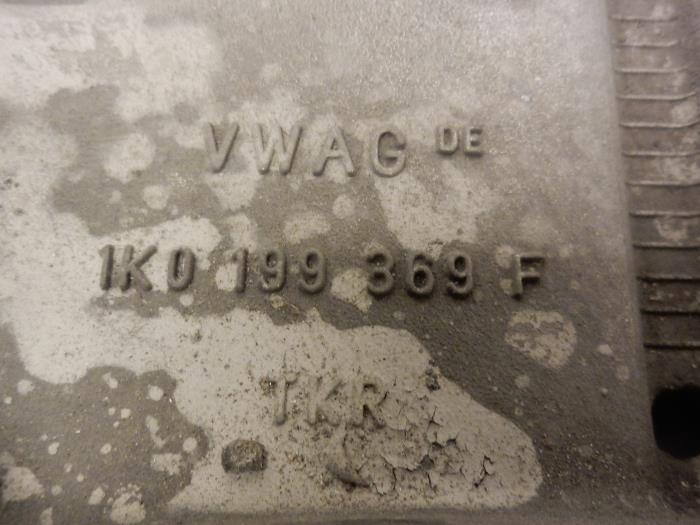 VWAG DE
1K0 199 369 F
TKR